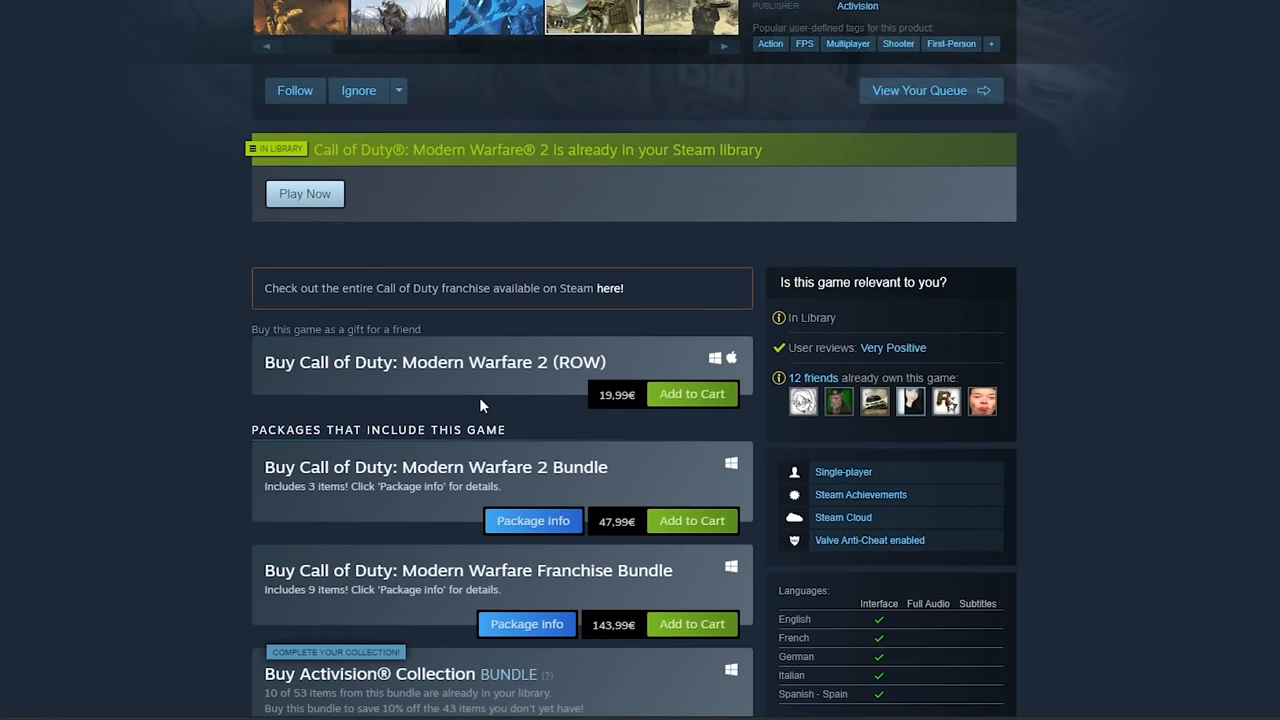 PUBLISHER: Activision
Popular user-defined tags for this product:
Action FPS Multiplayer Shooter First-Person +
Follow Ignore View Your Queue
IN LIBRARY Call of Duty®: Modern Warfare® 2 is already in your Steam library
Play Now
Check out the entire Call of Duty franchise available on Steam here!
Buy this game as a gift for a friend
Buy Call of Duty: Modern Warfare 2 (ROW)
19,99€ Add to Cart
PACKAGES THAT INCLUDE THIS GAME
Buy Call of Duty: Modern Warfare 2 Bundle
Includes 3 items! Click 'Package info' for details.
Package info 47,99€ Add to Cart
Buy Call of Duty: Modern Warfare Franchise Bundle
Includes 9 items! Click 'Package info' for details.
Package info 143,99€ Add to Cart
COMPLETE YOUR COLLECTION!
Buy Activision® Collection BUNDLE (?)
10 of 53 items from this bundle are already in your library.
Buy this bundle to save 10% off the 43 items you don't yet have!
Is this game relevant to you?
In Library
User reviews: Very Positive
12 friends already own this game:
Single-player
Steam Achievements
Steam Cloud
Valve Anti-Cheat enabled
Languages:
Interface Full Audio Subtitles
English
French
German
Italian
Spanish - Spain